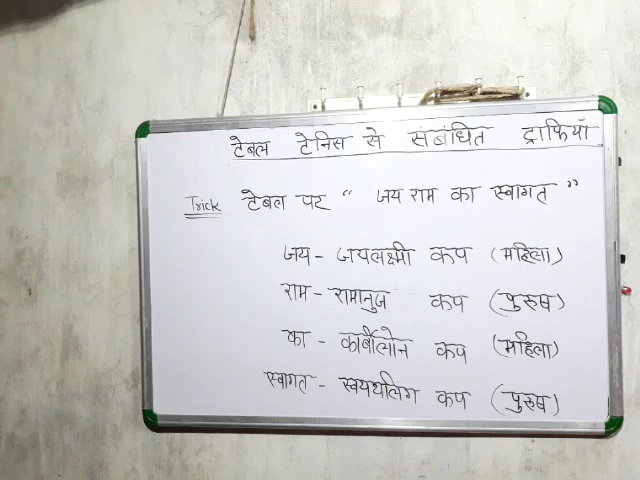 टेबल टेनिस से संबंधित ट्राफियाँ
Trick टेबल पर “ जय राम का स्वागत ”
जय - जयलक्ष्मी कप (महिला)
राम - रामानुज कप (पुरुष)
का - कार्बीलोन कप (महिला)
स्वागत - स्वयथलिंग कप (पुरुष)